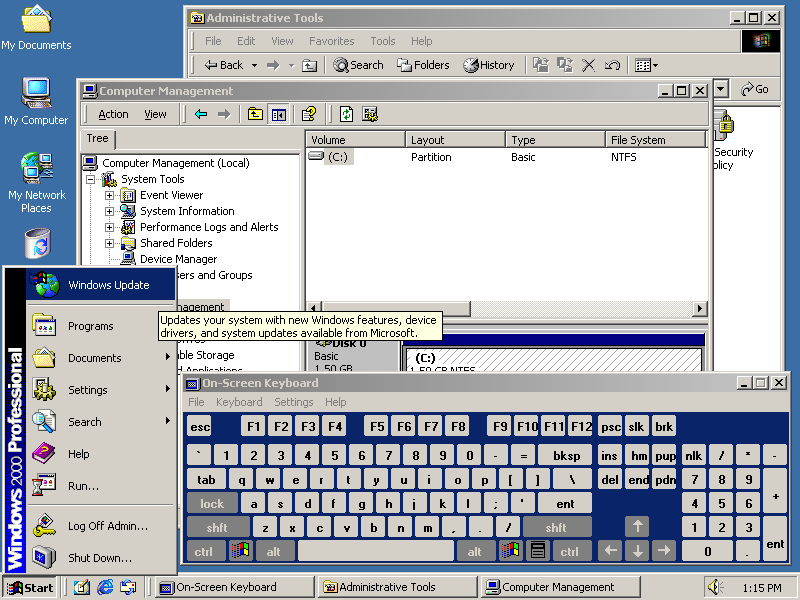 My Documents
My Computer
My Network
Places
Administrative Tools
File Edit View Favorites Tools Help
Back Search Folders History
Go
Security
olicy
Computer Management
Action View
Tree
Computer Management (Local)
System Tools
Event Viewer
System Information
Performance Logs and Alerts
Shared Folders
Device Manager
sers and Groups
nagement
ble Storage
Volume Layout Type File System
(C:) Partition Basic NTFS
Disk 0
Basic
1.50 GB
(C:)
1.50 GB NTFS
Windows Update
Updates your system with new Windows features, device
drivers, and system updates available from Microsoft.
Programs
Documents
Settings
Search
Help
Run...
Log Off Admin...
Shut Down...
Windows 2000 Professional
On-Screen Keyboard
File Keyboard Settings Help
esc F1 F2 F3 F4 F5 F6 F7 F8 F9 F10 F11 F12 psc slk brk
` 1 2 3 4 5 6 7 8 9 0 - = bksp ins hm pup nlk / * -
tab q w e r t y u i o p [ ] \ del end pdn 7 8 9 +
lock a s d f g h j k l ; ' ent 4 5 6
shft z x c v b n m , . / shft ↑ 1 2 3 ent
ctrl alt alt ctrl ← ↓ → 0 .
Start On-Screen Keyboard Administrative Tools Computer Management 1:15 PM